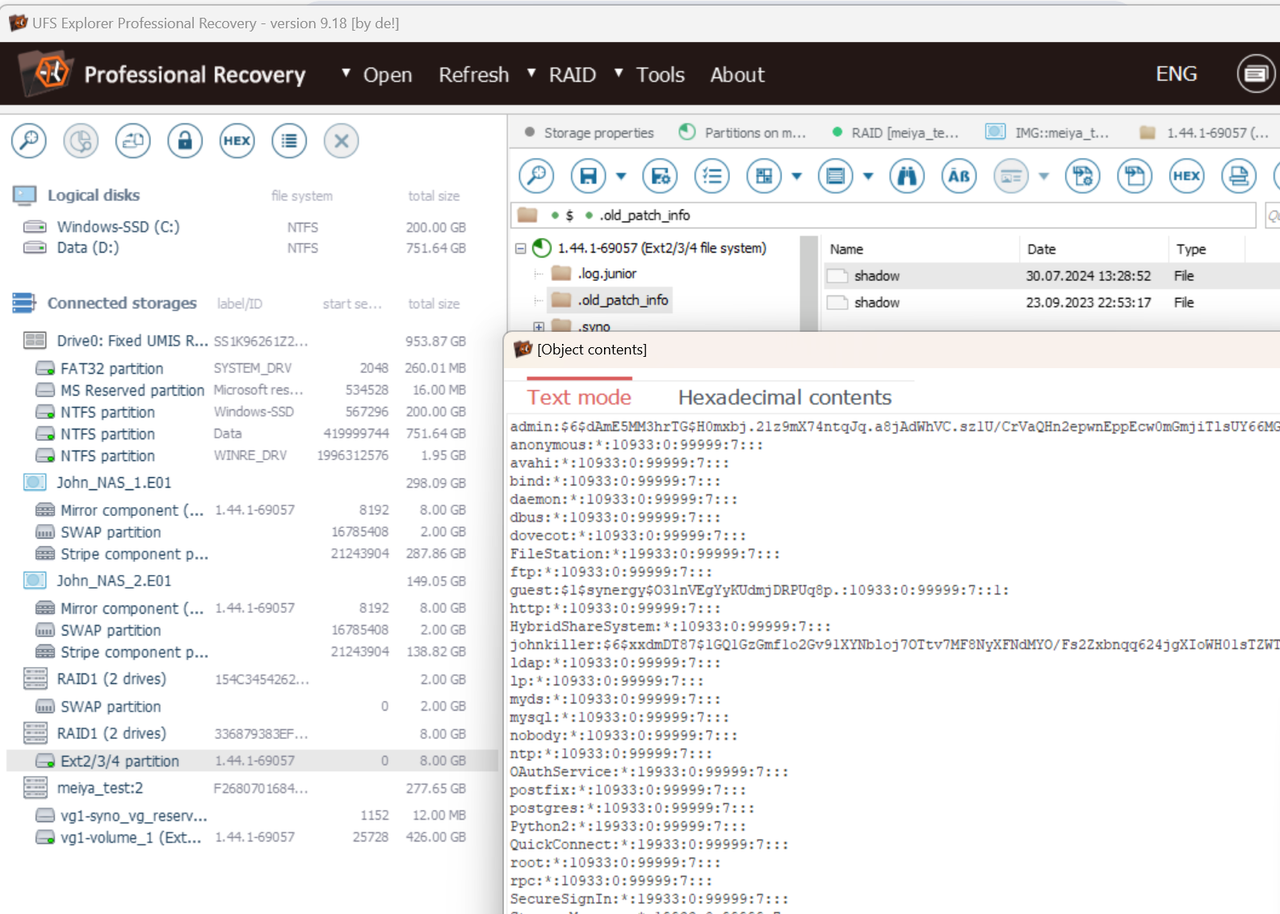 UFS Explorer Professional Recovery - version 9.18 [by de!]
Professional Recovery Open Refresh RAID Tools About ENG
HEX
Storage properties Partitions on m... RAID [meiya_te... IMG::meiya_t... 1.44.1-69057 (...
ÄB HEX
$ .old_patch_info
Logical disks file system total size
Windows-SSD (C:) NTFS 200.00 GB
Data (D:) NTFS 751.64 GB
Connected storages label/ID start se... total size
Drive0: Fixed UMIS R... SS1K96261Z2... 953.87 GB
FAT32 partition SYSTEM_DRV 2048 260.01 MB
MS Reserved partition Microsoft res... 534528 16.00 MB
NTFS partition Windows-SSD 567296 200.00 GB
NTFS partition Data 419999744 751.64 GB
NTFS partition WINRE_DRV 1996312576 1.95 GB
John_NAS_1.E01 298.09 GB
Mirror component (... 1.44.1-69057 8192 8.00 GB
SWAP partition 16785408 2.00 GB
Stripe component p... 21243904 287.86 GB
John_NAS_2.E01 149.05 GB
Mirror component (... 1.44.1-69057 8192 8.00 GB
SWAP partition 16785408 2.00 GB
Stripe component p... 21243904 138.82 GB
RAID1 (2 drives) 154C3454262... 2.00 GB
SWAP partition 0 2.00 GB
RAID1 (2 drives) 336879383EF... 8.00 GB
Ext2/3/4 partition 1.44.1-69057 0 8.00 GB
meiya_test:2 F2680701684... 277.65 GB
vg1-syno_vg_reserv... 1152 12.00 MB
vg1-volume_1 (Ext... 1.44.1-69057 25728 426.00 GB
1.44.1-69057 (Ext2/3/4 file system)
.log.junior
.old_patch_info
.syno
Name Date Type
shadow 30.07.2024 13:28:52 File
shadow 23.09.2023 22:53:17 File
[Object contents]
Text mode Hexadecimal contents
admin:$6$dAmE5MM3hrTG$H0mxbj.2lz9mX74ntqJq.a8jAdWhVC.szlU/CrVaQHn2epwnEppEcw0mGmjiTlsUY66MG
anonymous:*:10933:0:99999:7:::
avahi:*:10933:0:99999:7:::
bind:*:10933:0:99999:7:::
daemon:*:10933:0:99999:7:::
dbus:*:10933:0:99999:7:::
dovecot:*:10933:0:99999:7:::
FileStation:*:19933:0:99999:7:::
ftp:*:10933:0:99999:7:::
guest:$1$synergy$O3lnVEgYyKUdmjDRPUq8p.:10933:0:99999:7::1:
http:*:10933:0:99999:7:::
HybridShareSystem:*:10933:0:99999:7:::
johnkiller:$6$xxdmDT87$lGQlGzGmflo2Gv9lXYNbloj7OTtv7MF8NyXFNdMYO/Fs2Zxbnqq624jgXIoWH0lsTZWT
ldap:*:10933:0:99999:7:::
lp:*:10933:0:99999:7:::
myds:*:10933:0:99999:7:::
mysql:*:10933:0:99999:7:::
nobody:*:10933:0:99999:7:::
ntp:*:10933:0:99999:7:::
OAuthService:*:19933:0:99999:7:::
postfix:*:10933:0:99999:7:::
postgres:*:10933:0:99999:7:::
Python2:*:19933:0:99999:7:::
QuickConnect:*:19933:0:99999:7:::
root:*:10933:0:99999:7:::
rpc:*:10933:0:99999:7:::
SecureSignIn:*:19933:0:99999:7:::